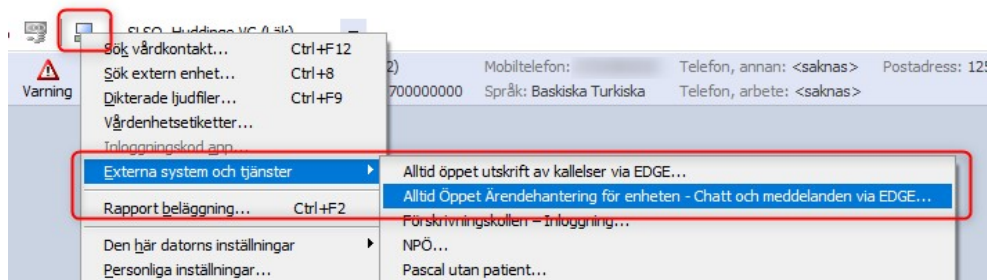 SLSO, Huddinge VC (Läk)
Sök vårdkontakt... Ctrl+F12
Sök extern enhet... Ctrl+8
Dikterade ljudfiler... Ctrl+F9
Vårdenhetsetiketter...
Inloggningskod app...
Externa system och tjänster
Rapport beläggning... Ctrl+F2
Den här datorns inställningar
Personliga inställningar...
Varning
2) Mobiltelefon: Telefon, annan: <saknas> Postadress: 125
700000000 Språk: Baskiska Turkiska Telefon, arbete: <saknas>
Alltid öppet utskrift av kallelser via EDGE...
Alltid Öppet Ärendehantering för enheten - Chatt och meddelanden via EDGE...
Förskrivningskollen – Inloggning...
NPÖ...
Pascal utan patient...